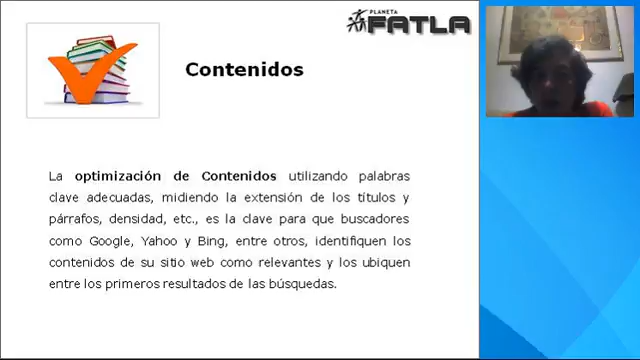 PLANETA
FATLA
Contenidos
La optimización de Contenidos utilizando palabras
clave adecuadas, midiendo la extensión de los títulos y
párrafos, densidad, etc., es la clave para que buscadores
como Google, Yahoo y Bing, entre otros, identifiquen los
contenidos de su sitio web como relevantes y los ubiquen
entre los primeros resultados de las búsquedas.